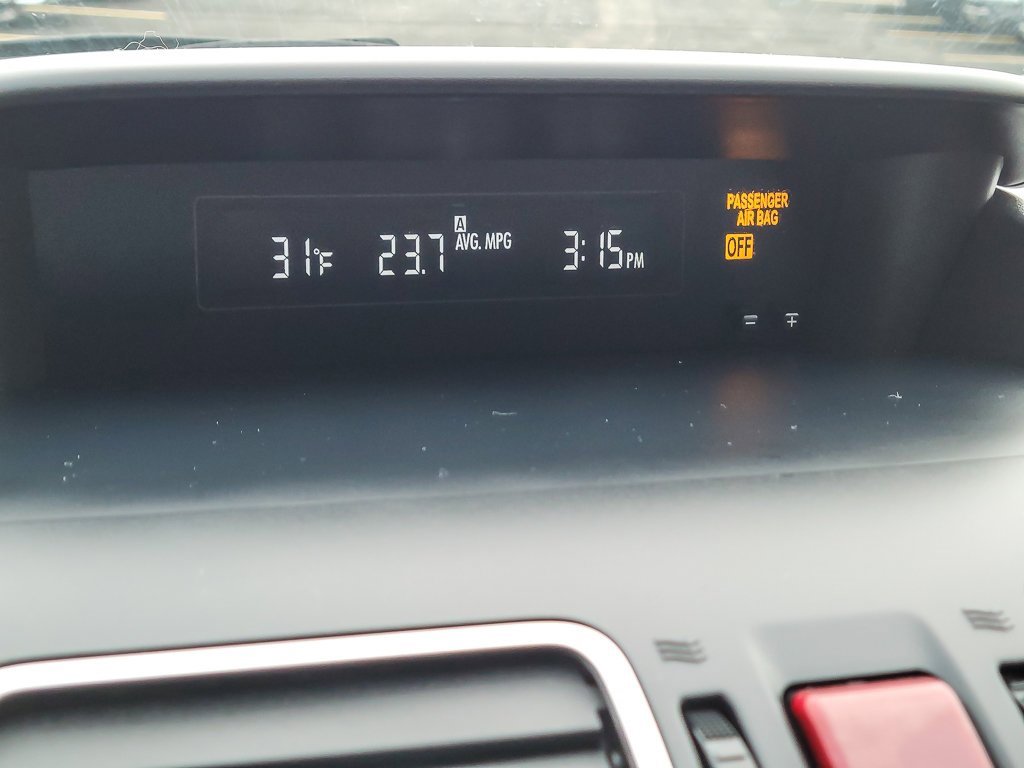 31°F 23.7 A AVG. MPG 3:15 PM
PASSENGER
AIR BAG
OFF
- +